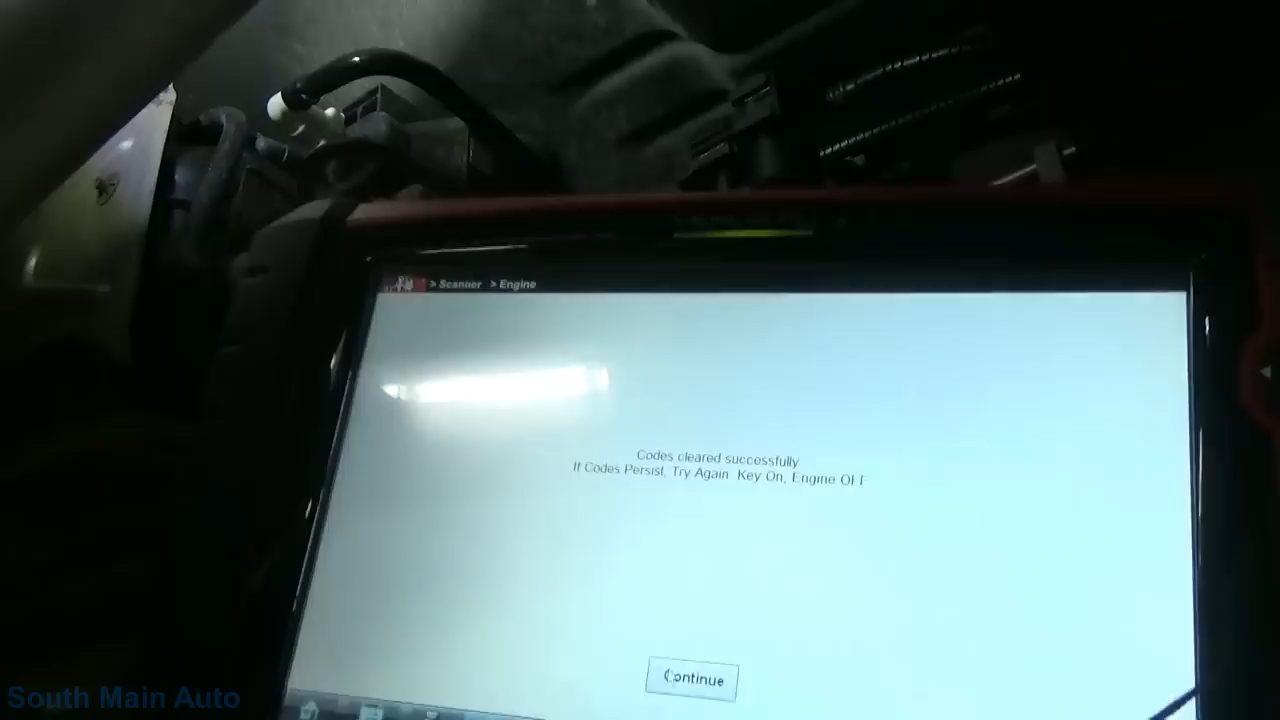 > Scanner > Engine
Codes cleared successfully
If Codes Persist, Try Again Key On, Engine OFF
Continue
South Main Auto